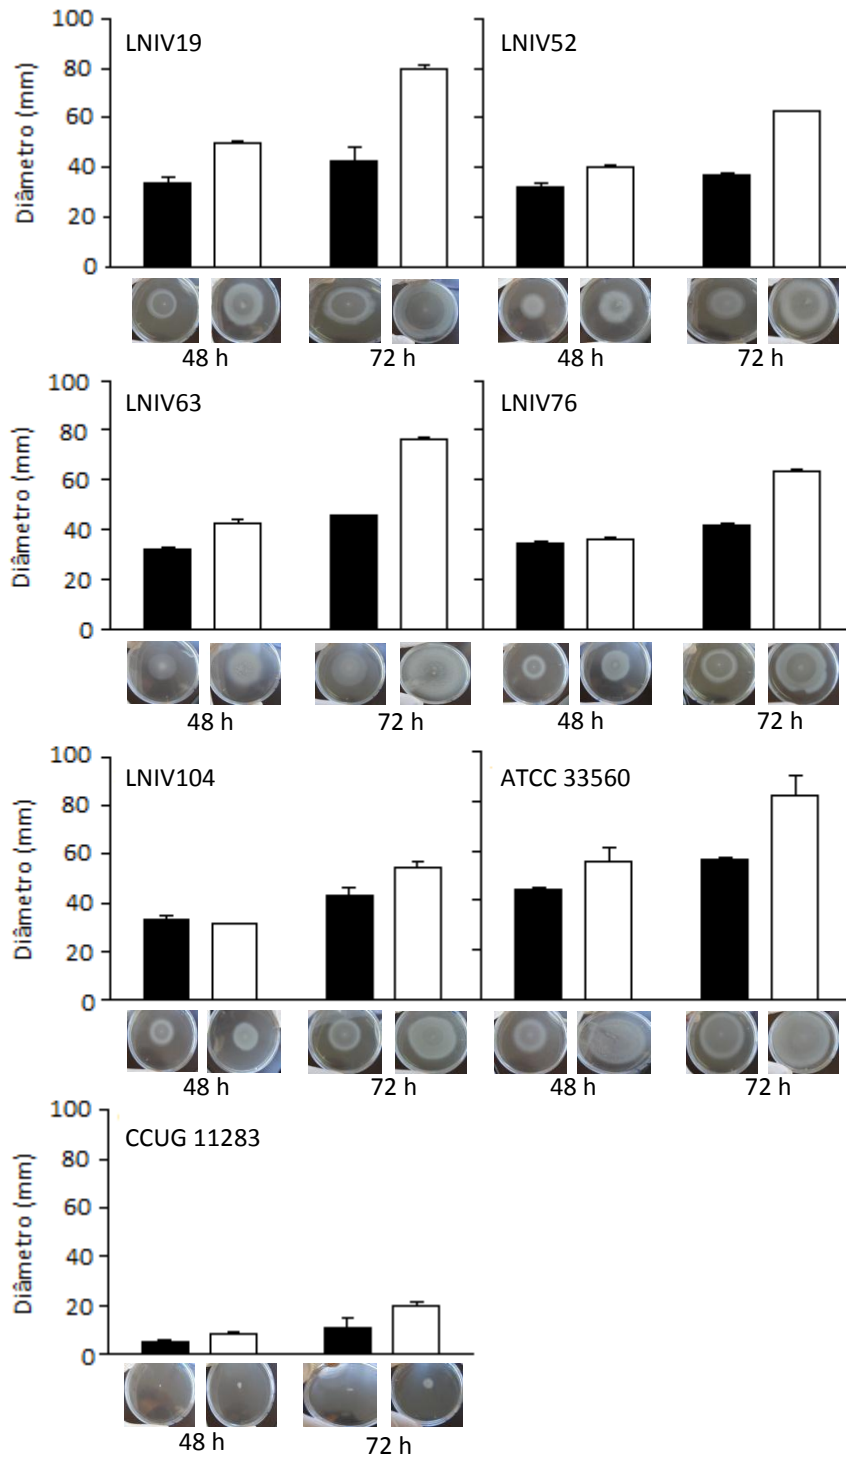 Diâmetro (mm)
100
80
60
40
20
0
LNIV19
LNIV52
48 h
72 h
48 h
72 h
Diâmetro (mm)
100
80
60
40
20
0
LNIV63
LNIV76
48 h
72 h
48 h
72 h
Diâmetro (mm)
100
80
60
40
20
0
LNIV104
ATCC 33560
48 h
72 h
48 h
72 h
Diâmetro (mm)
100
80
60
40
20
0
CCUG 11283
48 h
72 h